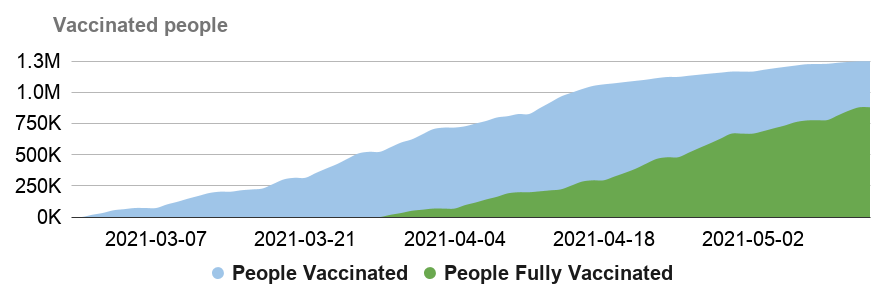 Vaccinated people
1.3M
1.0M
750K
500K
250K
0K
2021-03-07 2021-03-21 2021-04-04 2021-04-18 2021-05-02
People Vaccinated People Fully Vaccinated